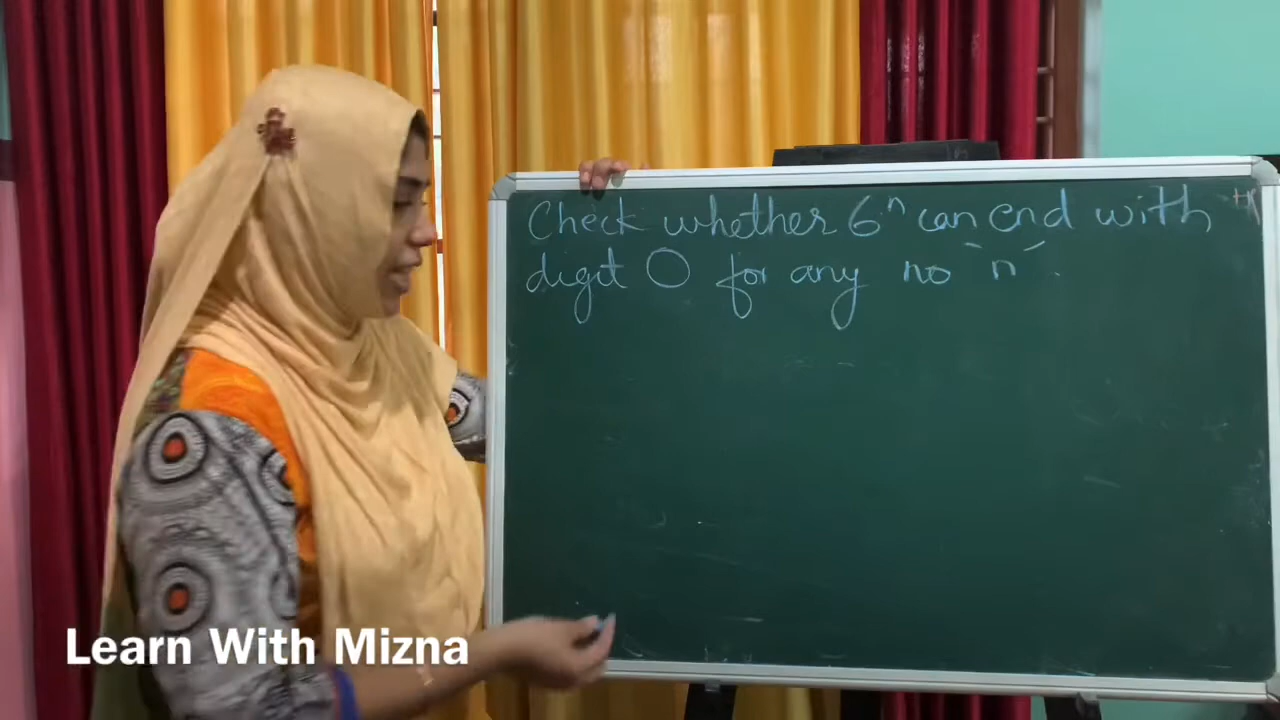 Check whether 6ⁿ can end with
digit 0 for any no "n".
Learn With Mizna